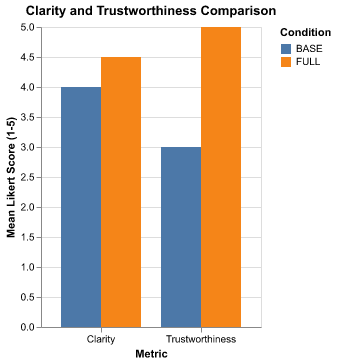 Clarity and Trustworthiness Comparison
Condition
BASE
FULL
Mean Likert Score (1-5)
5.0
4.5
4.0
3.5
3.0
2.5
2.0
1.5
1.0
0.5
0.0
Clarity
Trustworthiness
Metric